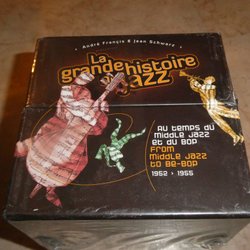 André Francis & Jean Schwarz
La
grande histoire
du jazz
AU TEMPS DU
MIDDLE JAZZ
ET DU BOP
FROM
MIDDLE JAZZ
TO BE-BOP
1952 > 1955